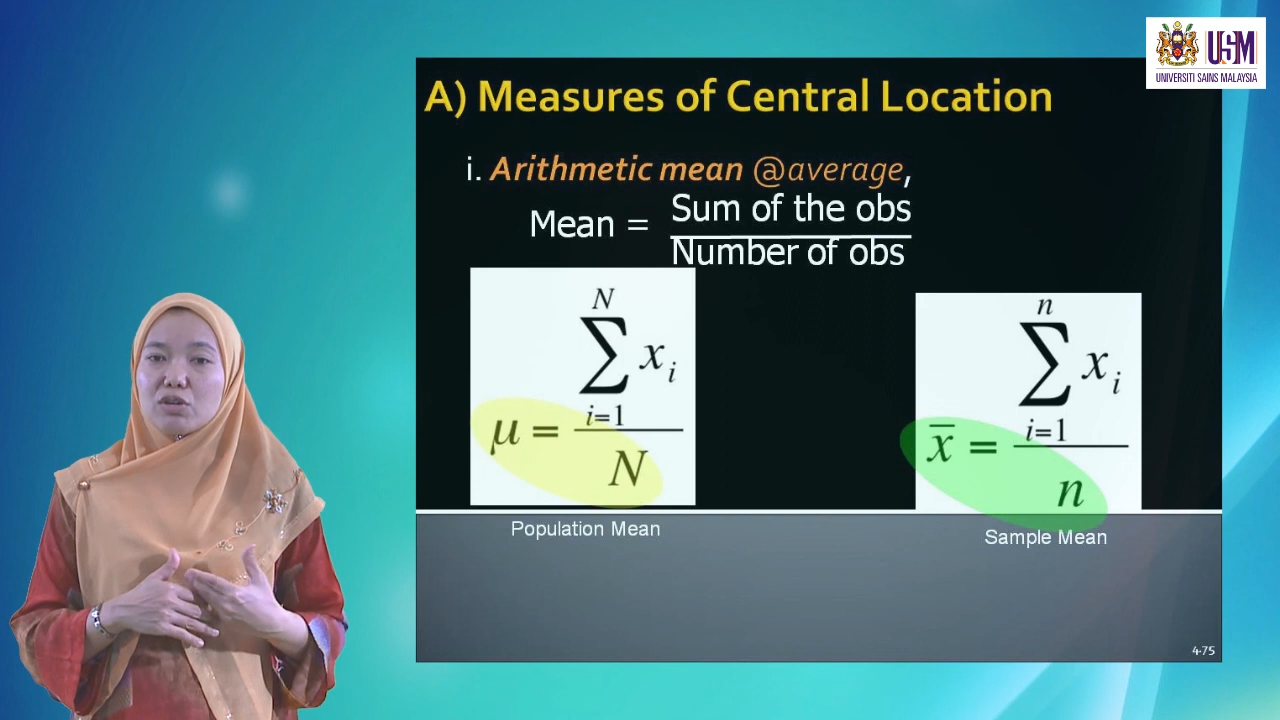 USM
UNIVERSITI SAINS MALAYSIA
A) Measures of Central Location
i. Arithmetic mean @average,
Mean = Sum of the obs
Number of obs
N
∑ xᵢ
i=1
μ =
N
n
∑ xᵢ
i=1
x̄ =
n
Population Mean
Sample Mean
4-75